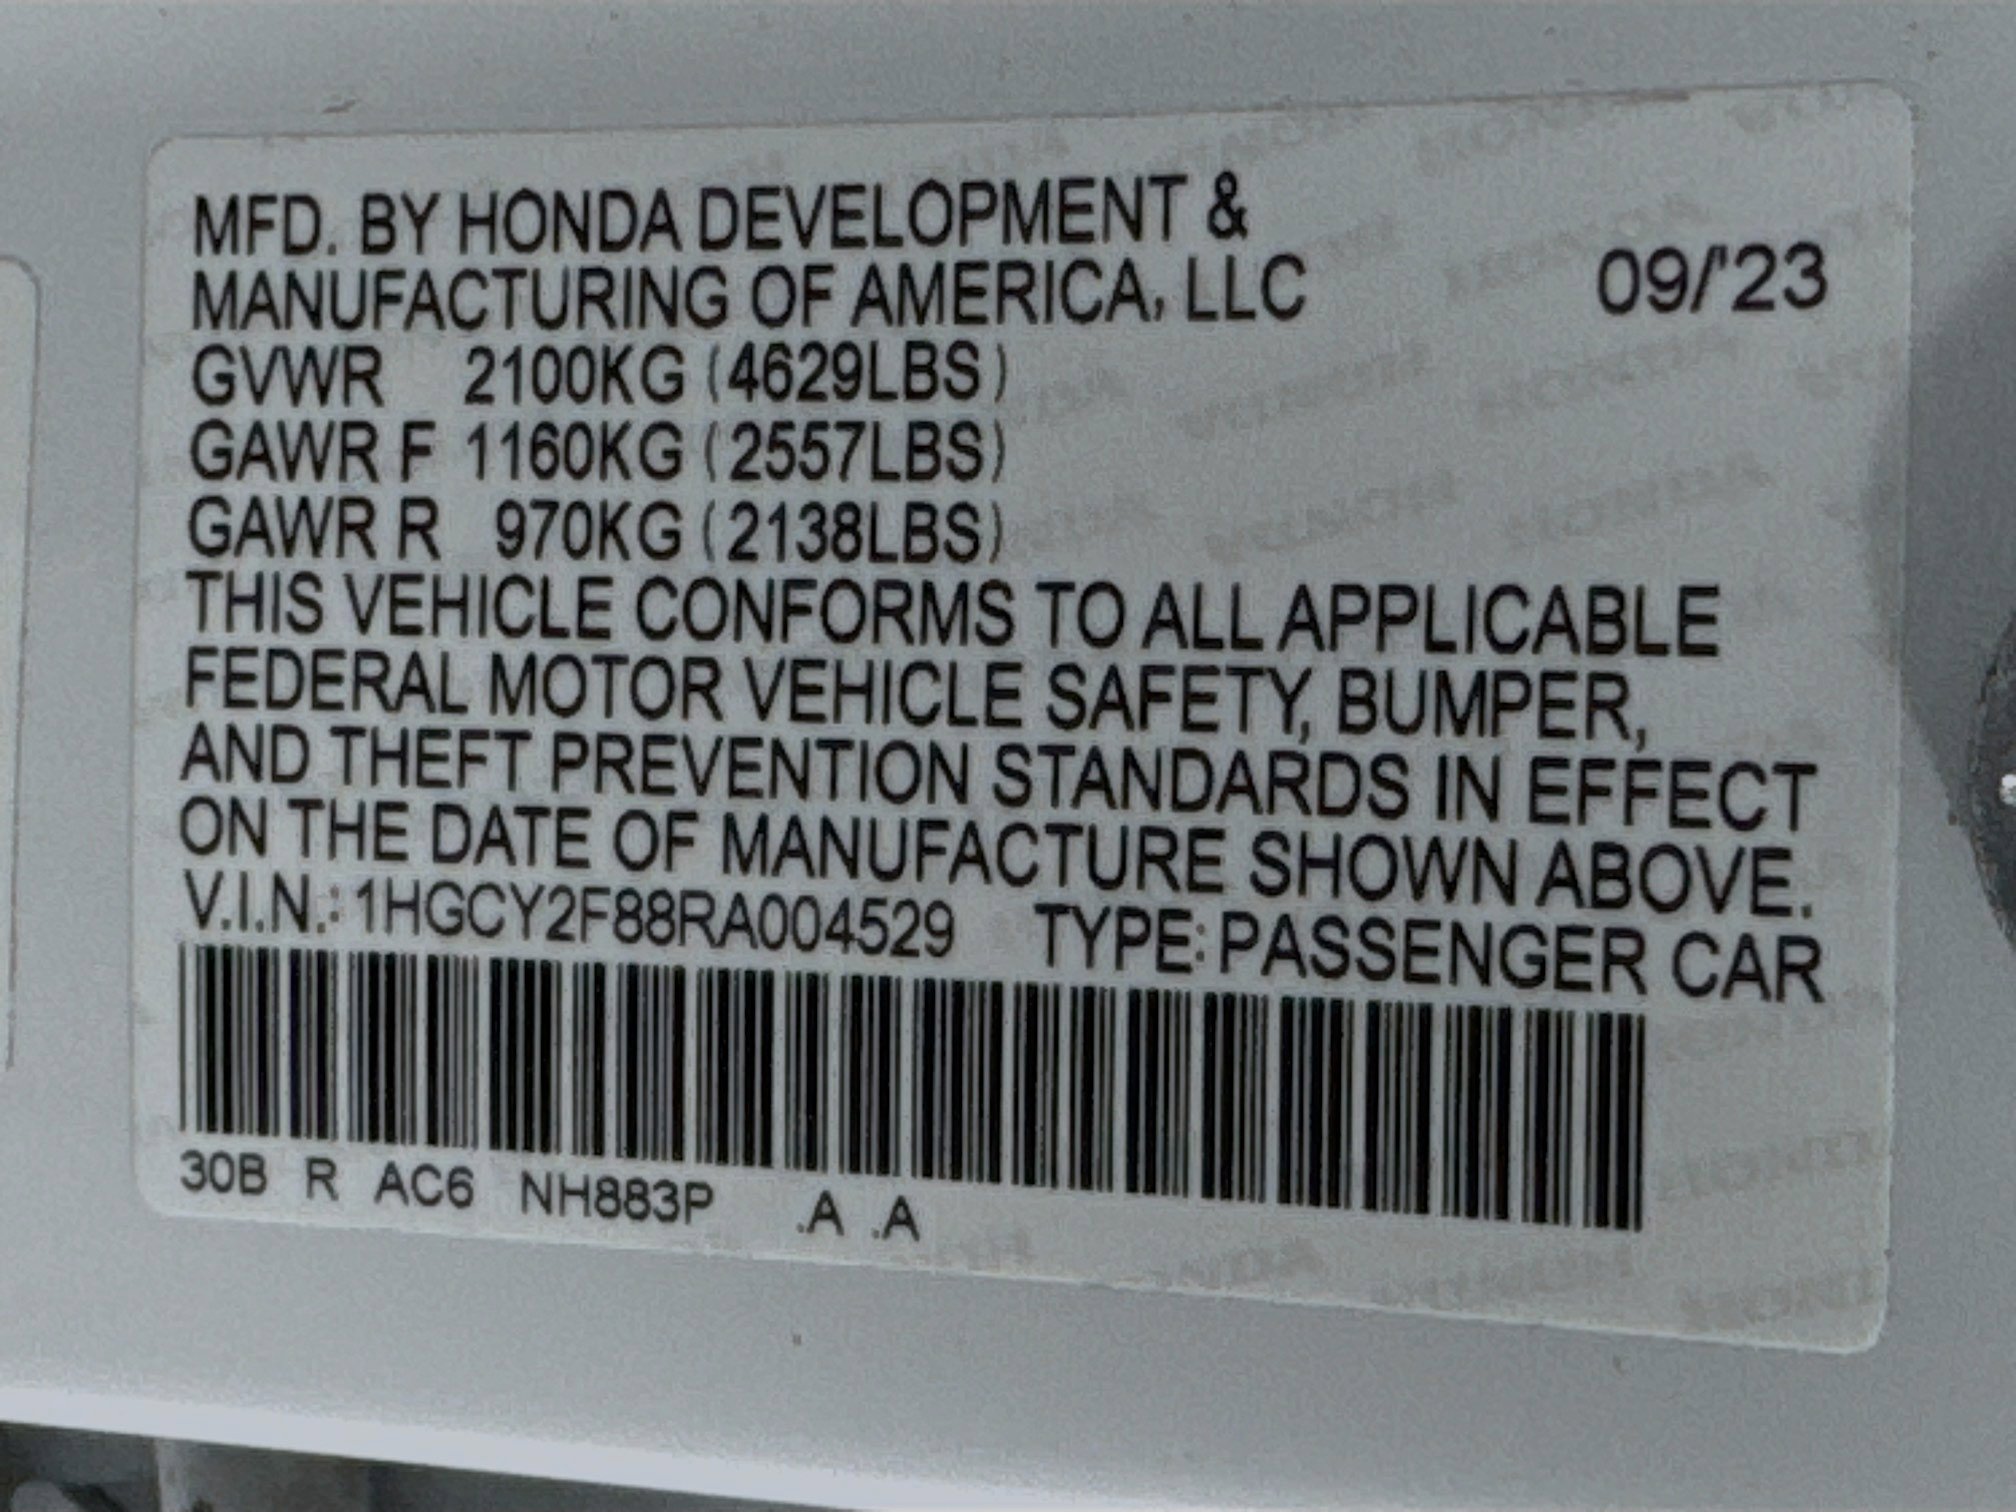 MFD. BY HONDA DEVELOPMENT &
MANUFACTURING OF AMERICA, LLC 09/'23
GVWR 2100KG (4629LBS)
GAWR F 1160KG (2557LBS)
GAWR R 970KG (2138LBS)
THIS VEHICLE CONFORMS TO ALL APPLICABLE
FEDERAL MOTOR VEHICLE SAFETY, BUMPER,
AND THEFT PREVENTION STANDARDS IN EFFECT
ON THE DATE OF MANUFACTURE SHOWN ABOVE.
V.I.N.: 1HGCY2F88RA004529 TYPE: PASSENGER CAR
30B R AC6 NH883P .A .A